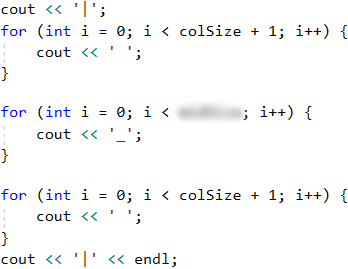 cout << '|';
for (int i = 0; i < colSize + 1; i++) {
    cout << ' ';
}

for (int i = 0; i < ; i++) {
    cout << '_';
}

for (int i = 0; i < colSize + 1; i++) {
    cout << ' ';
}
cout << '|' << endl;